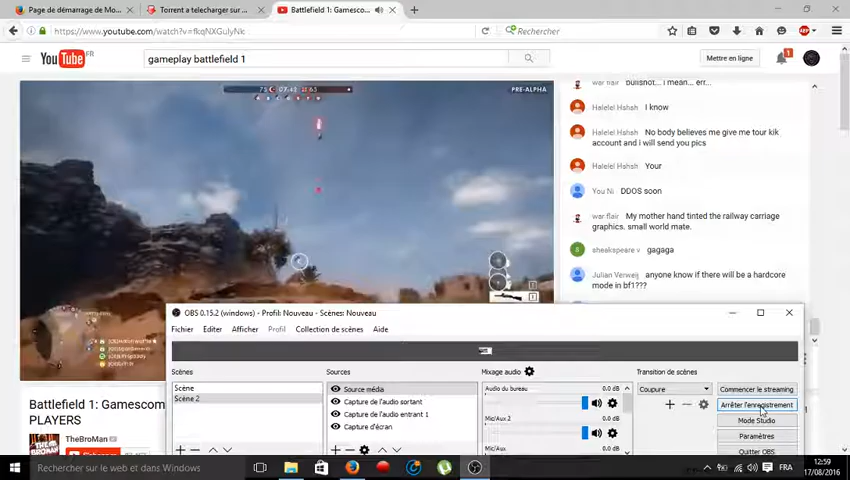 Page de démarrage de Mo...
Torrent a telecharger sur ...
Battlefield 1: Gamesco...
https://www.youtube.com/watch?v=fkqNXGulyNk
Rechercher
YouTube FR
gameplay battlefield 1
Mettre en ligne
1
75 07:42 65
PRE-ALPHA
war flair bullshot... I mean... err...
Halelel Hshsh I know
Halelel Hshsh No body believes me give me tour kik
account and i will send you pics
Halelel Hshsh Your
You Ni DDOS soon
war flair My mother hand tinted the railway carriage
graphics. small world mate.
sheakspeare v gagaga
Julian Verweij anyone know if there will be a hardcore
mode in bf1???
OBS 0.15.2 (windows) - Profil: Nouveau - Scènes: Nouveau
Fichier Editer Afficher Profil Collection de scènes Aide
Scènes
Sources
Mixage audio
Transition de scènes
Scène
Scène 2
Source média
Capture de l'audio sortant
Capture de l'audio entrant 1
Capture d'écran
Audio du bureau 0.0 dB
Mic/Aux 2 0.0 dB
Mic/Aux 0.0 dB
Coupure
Commencer le streaming
Arrêter l'enregistrement
Mode Studio
Paramètres
Quitter OBS
Battlefield 1: Gamescom
PLAYERS
TheBroMan
Rechercher sur le web et dans Windows
FRA
12:59
17/08/2016